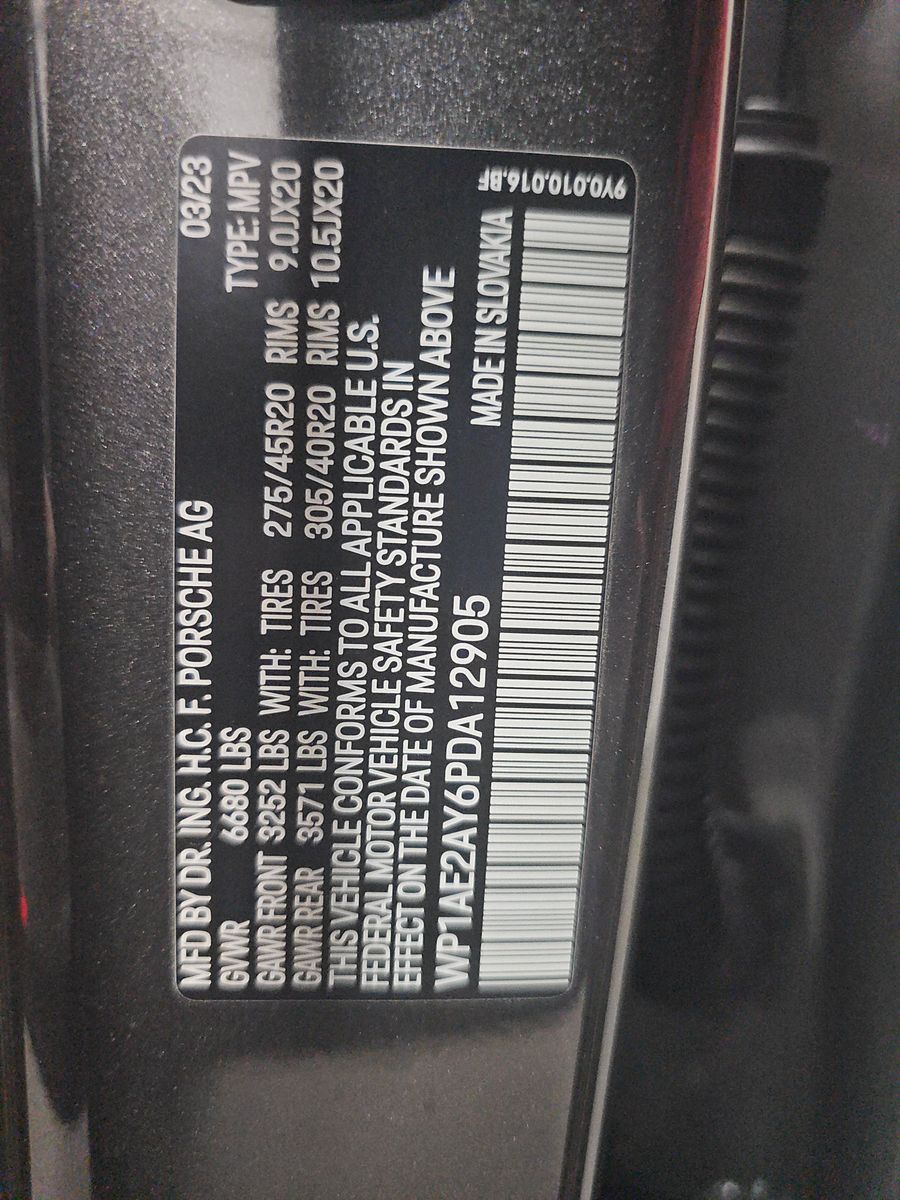 MFD BY DR. ING. H.C. F. PORSCHE AG 03/23
GVWR 6680 LBS TYPE: MPV
GAWR FRONT 3252 LBS WITH: TIRES 275/45R20 RIMS 9.0JX20
GAWR REAR 3571 LBS WITH: TIRES 305/40R20 RIMS 10.5JX20
THIS VEHICLE CONFORMS TO ALL APPLICABLE U.S.
FEDERAL MOTOR VEHICLE SAFETY STANDARDS IN
EFFECT ON THE DATE OF MANUFACTURE SHOWN ABOVE
WP1AE2AY6PDA12905 MADE IN SLOVAKIA
9Y0.010.016.BF